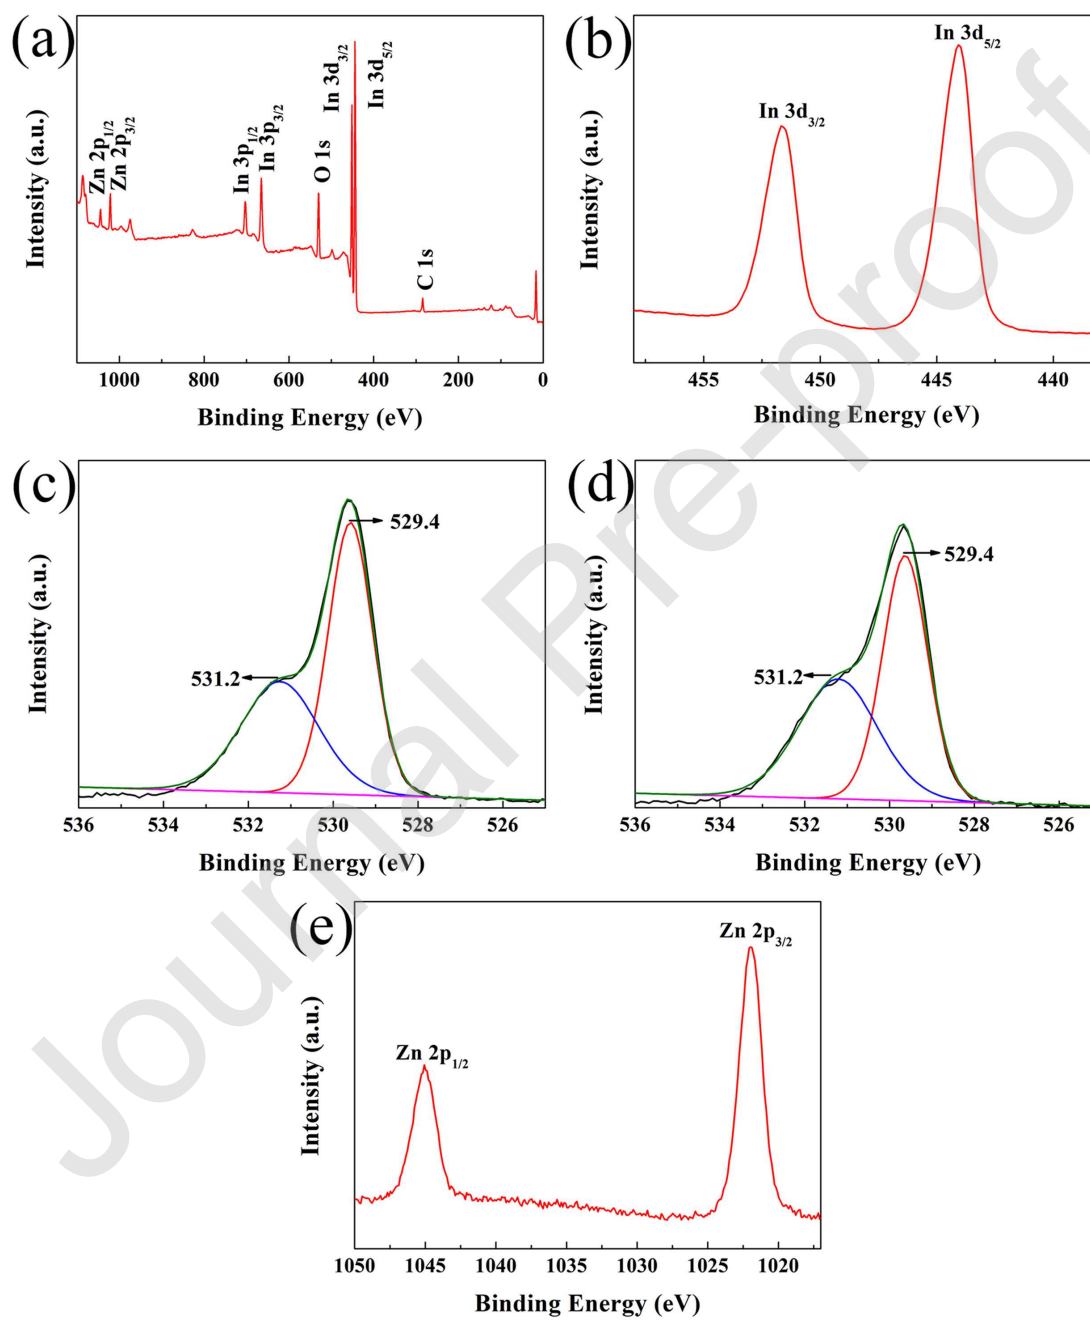 (a)
Intensity (a.u.)
Zn 2p1/2
Zn 2p3/2
In 3p1/2
In 3p3/2
O 1s
In 3d3/2
In 3d5/2
C 1s
1000 800 600 400 200 0
Binding Energy (eV)
(b)
Intensity (a.u.)
In 3d3/2
In 3d5/2
455 450 445 440
Binding Energy (eV)
(c)
Intensity (a.u.)
529.4
531.2
536 534 532 530 528 526
Binding Energy (eV)
(d)
Intensity (a.u.)
529.4
531.2
536 534 532 530 528 526
Binding Energy (eV)
(e)
Intensity (a.u.)
Zn 2p1/2
Zn 2p3/2
1050 1045 1040 1035 1030 1025 1020
Binding Energy (eV)
Journal Pre-proof